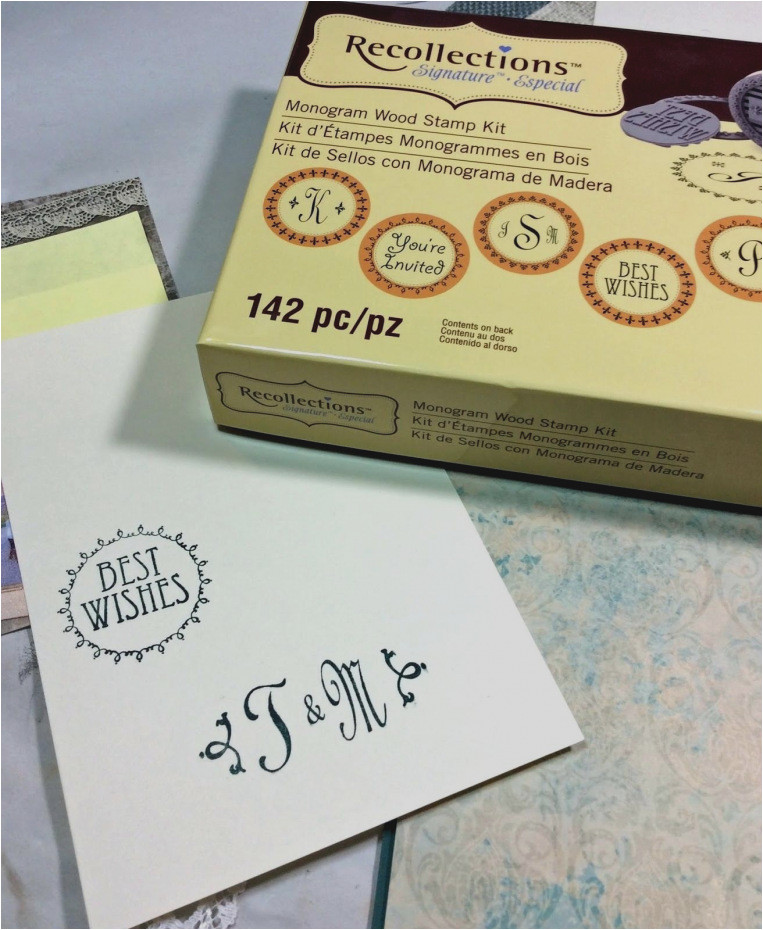 Recollections™
Signature™ · Especial
Monogram Wood Stamp Kit
Kit d'Étampes Monogrammes en Bois
Kit de Sellos con Monograma de Madera
K
You're
Invited
J S M
BEST
WISHES
P
142 pc/pz
Contents on back
Contenu au dos
Contenido al dorso
Recollections™
Signature™ · Especial
Monogram Wood Stamp Kit
Kit d'Étampes Monogrammes en Bois
Kit de Sellos con Monograma de Madera
BEST
WISHES
T & M